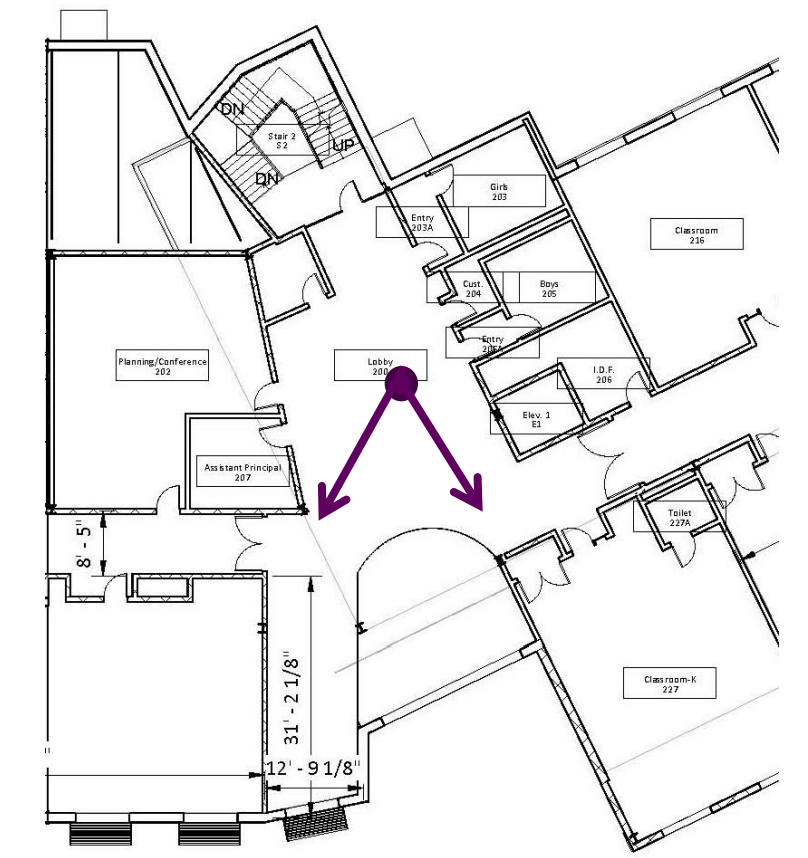 DN
Stair 2
S2
UP
DN
Girls
203
Entry
203A
Classroom
216
Cust.
204
Boys
205
Entry
205A
Planning/Conference
202
Lobby
200
I.D.F.
206
Elev. 1
E1
Assistant Principal
207
Toilet
227A
8' - 5"
31' - 2 1/8"
Classroom-K
227
12' - 9 1/8"